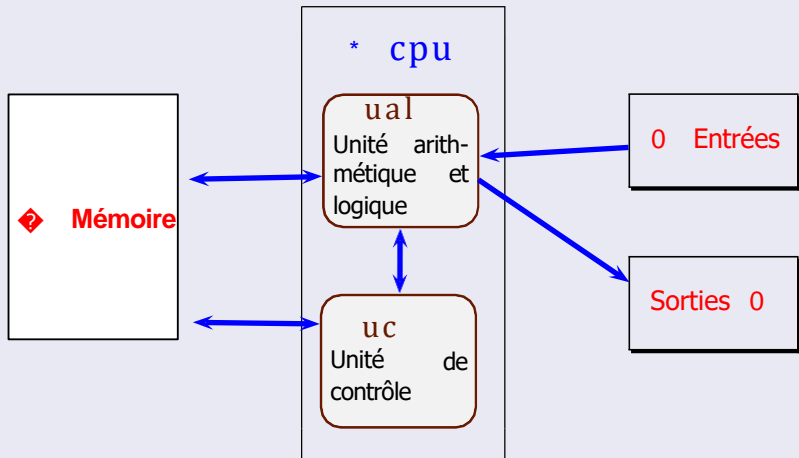 * cpu
ual
Unité arith-
métique et
logique
� Mémoire
0 Entrées
Sorties 0
uc
Unité de
contrôle